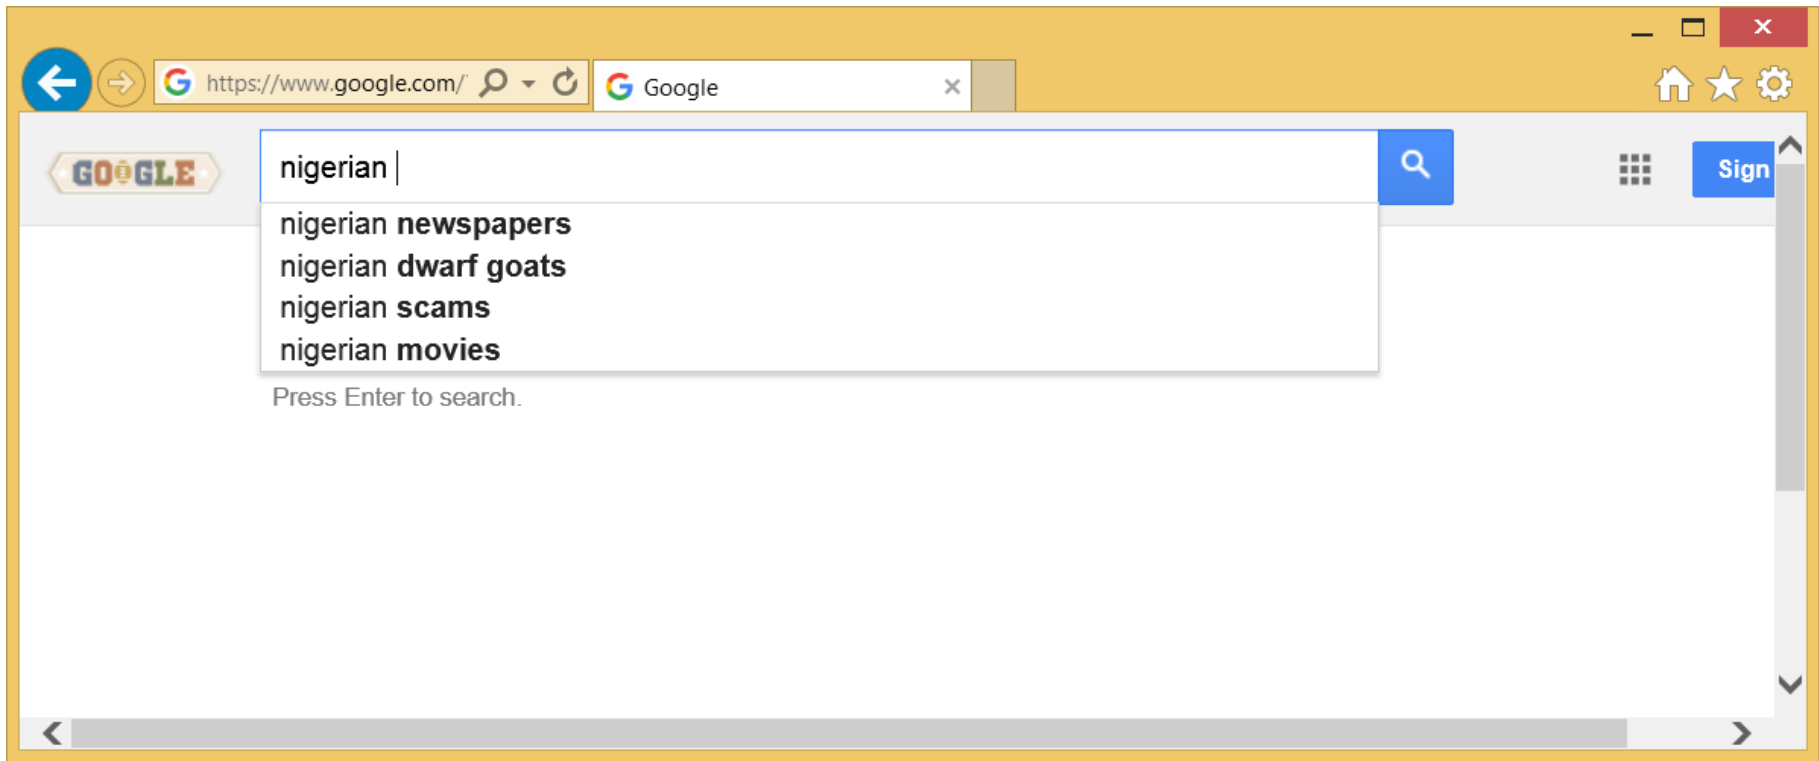 https://www.google.com/
Google
GOOGLE
nigerian
Sign
nigerian newspapers
nigerian dwarf goats
nigerian scams
nigerian movies
Press Enter to search.